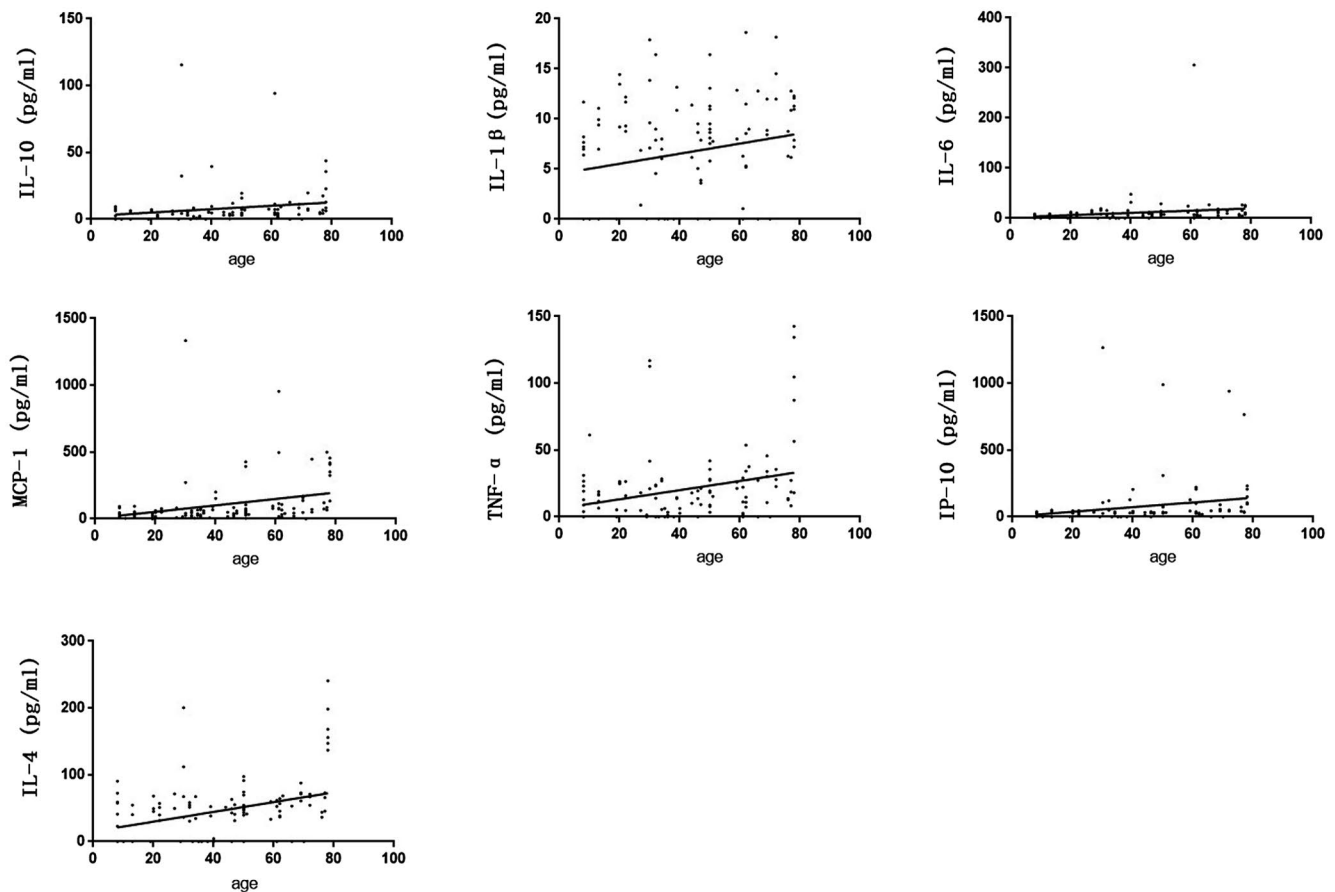 IL-10 (pg/ml)
150
100
50
0
0 20 40 60 80 100
age
IL-1β (pg/ml)
20
15
10
5
0
0 20 40 60 80 100
age
IL-6 (pg/ml)
400
300
200
100
0
0 20 40 60 80 100
age
MCP-1 (pg/ml)
1500
1000
500
0
0 20 40 60 80 100
age
TNF-α (pg/ml)
150
100
50
0
0 20 40 60 80 100
age
IP-10 (pg/ml)
1500
1000
500
0
0 20 40 60 80 100
age
IL-4 (pg/ml)
300
200
100
0
0 20 40 60 80 100
age